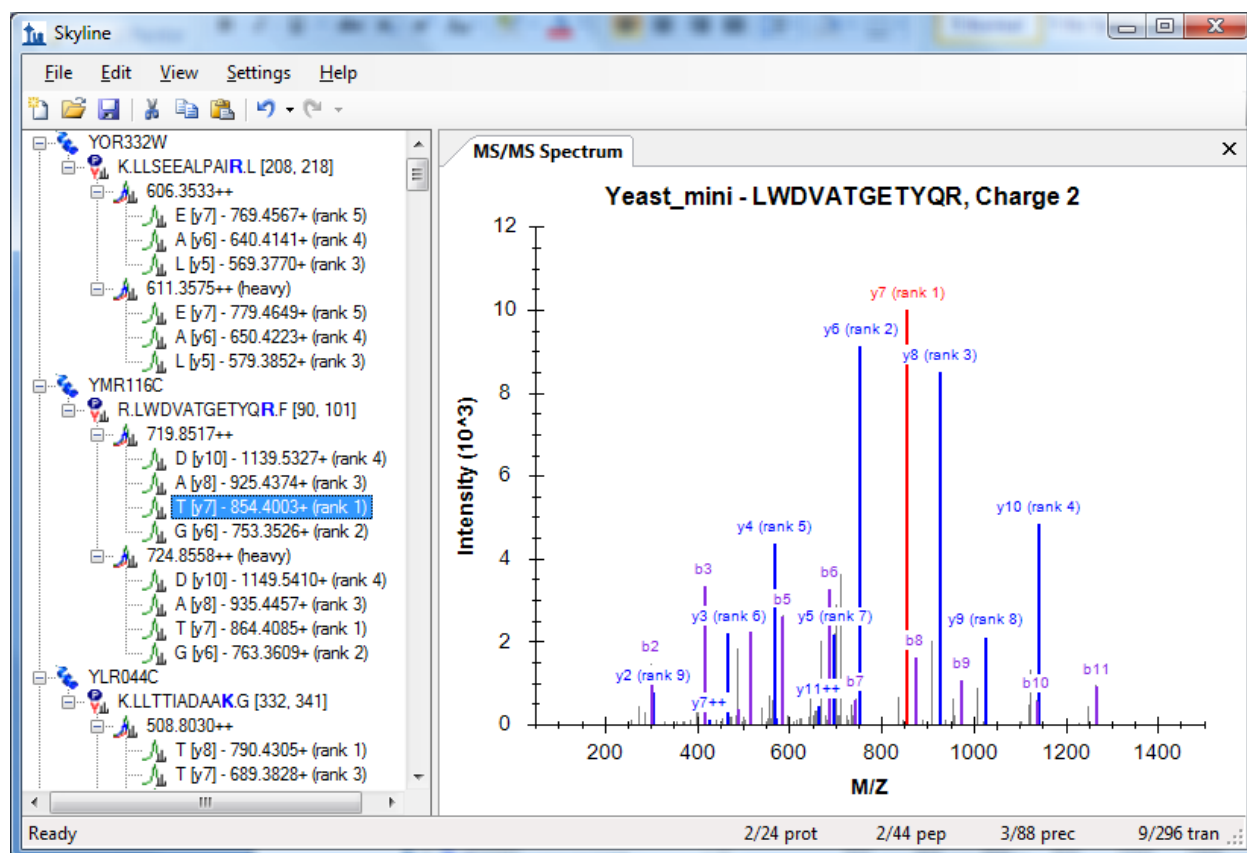 Skyline
File Edit View Settings Help
YOR332W
K.LLSEEALPAIR.L [208, 218]
606.3533++
E [y7] - 769.4567+ (rank 5)
A [y6] - 640.4141+ (rank 4)
L [y5] - 569.3770+ (rank 3)
611.3575++ (heavy)
E [y7] - 779.4649+ (rank 5)
A [y6] - 650.4223+ (rank 4)
L [y5] - 579.3852+ (rank 3)
YMR116C
R.LWDVATGETYQR.F [90, 101]
719.8517++
D [y10] - 1139.5327+ (rank 4)
A [y8] - 925.4374+ (rank 3)
T [y7] - 854.4003+ (rank 1)
G [y6] - 753.3526+ (rank 2)
724.8558++ (heavy)
D [y10] - 1149.5410+ (rank 4)
A [y8] - 935.4457+ (rank 3)
T [y7] - 864.4085+ (rank 1)
G [y6] - 763.3609+ (rank 2)
YLR044C
K.LLTTIADAAK.G [332, 341]
508.8030++
T [y8] - 790.4305+ (rank 1)
T [y7] - 689.3828+ (rank 3)
MS/MS Spectrum
Yeast_mini - LWDVATGETYQR, Charge 2
12
10
8
6
4
2
0
Intensity (10^3)
y7 (rank 1)
y6 (rank 2)
y8 (rank 3)
y10 (rank 4)
y4 (rank 5)
b3
b6
b5
y3 (rank 6)
y5 (rank 7)
y9 (rank 8)
b2
b8
y2 (rank 9)
b9
b11
y11++
b7
b10
y7++
200 400 600 800 1000 1200 1400
M/Z
Ready
2/24 prot 2/44 pep 3/88 prec 9/296 tran